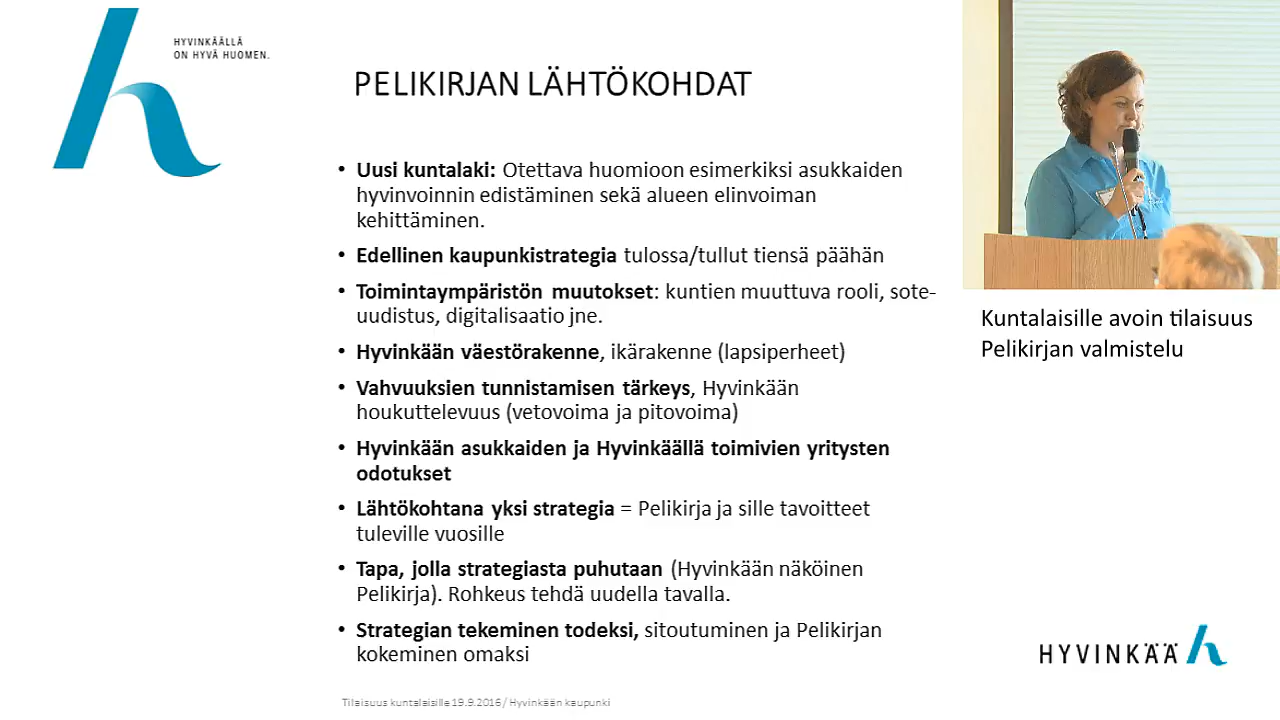 HYVINKÄÄLLÄ
ON HYVÄ HUOMEN.
PELIKIRJAN LÄHTÖKOHDAT
• Uusi kuntalaki: Otettava huomioon esimerkiksi asukkaiden
hyvinvoinnin edistäminen sekä alueen elinvoiman
kehittäminen.
• Edellinen kaupunkistrategia tulossa/tullut tiensä päähän
• Toimintaympäristön muutokset: kuntien muuttuva rooli, sote-
uudistus, digitalisaatio jne.
• Hyvinkään väestörakenne, ikärakenne (lapsiperheet)
• Vahvuuksien tunnistamisen tärkeys, Hyvinkään
houkuttelevuus (vetovoima ja pitovoima)
• Hyvinkään asukkaiden ja Hyvinkäällä toimivien yritysten
odotukset
• Lähtökohtana yksi strategia = Pelikirja ja sille tavoitteet
tuleville vuosille
• Tapa, jolla strategiasta puhutaan (Hyvinkään näköinen
Pelikirja). Rohkeus tehdä uudella tavalla.
• Strategian tekeminen todeksi, sitoutuminen ja Pelikirjan
kokeminen omaksi
Tilaisuus kuntalaisille 19.9.2016 / Hyvinkään kaupunki
Kuntalaisille avoin tilaisuus
Pelikirjan valmistelu
HYVINKÄÄ